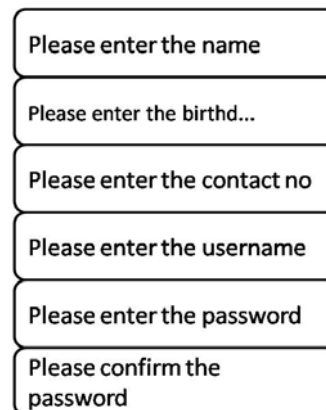 Please enter the name
Please enter the birthd...
Please enter the contact no
Please enter the username
Please enter the password
Please confirm the
password